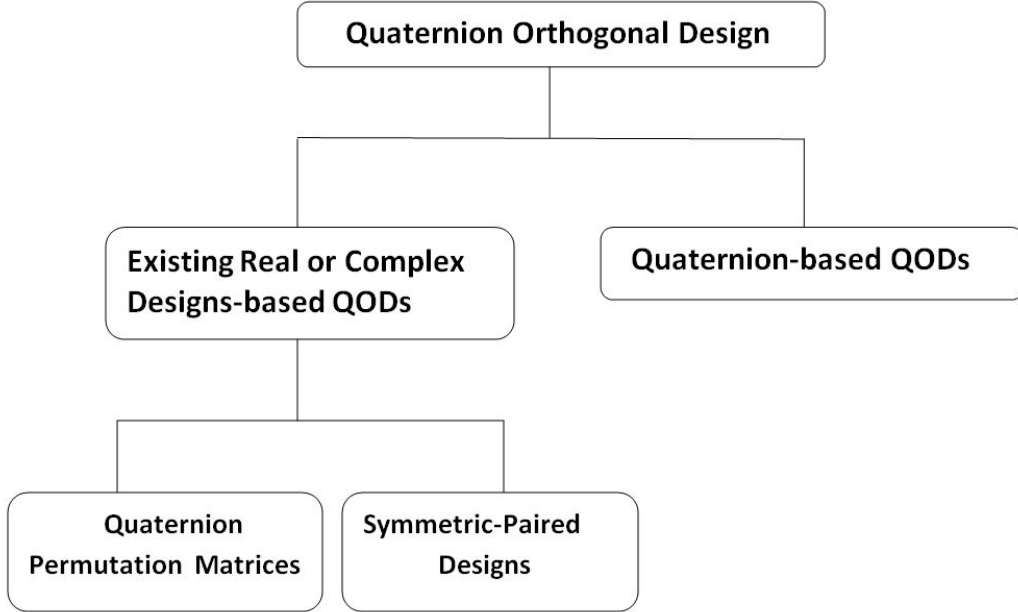 Quaternion Orthogonal Design
Existing Real or Complex
Designs-based QODs
Quaternion-based QODs
Quaternion
Permutation Matrices
Symmetric-Paired
Designs